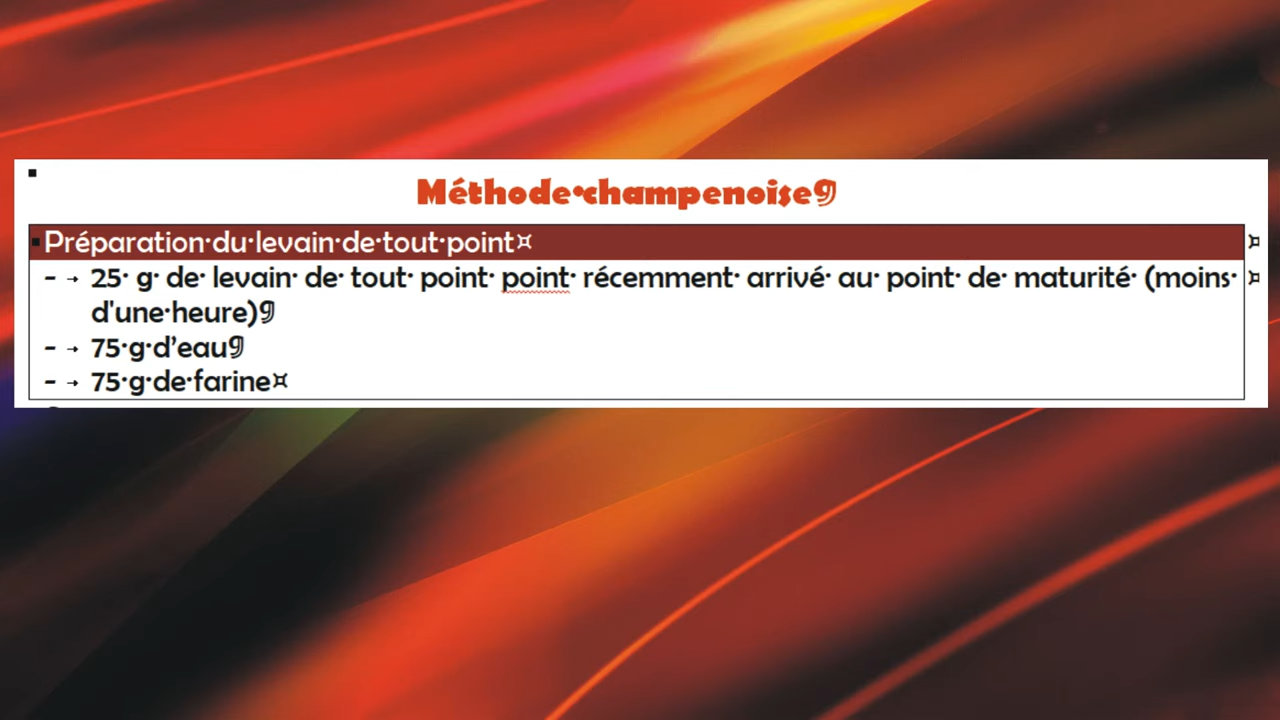 Méthode champenoise
Préparation du levain de tout point
- 25 g de levain de tout point point récemment arrivé au point de maturité (moins
d'une heure)
- 75 g d’eau
- 75 g de farine